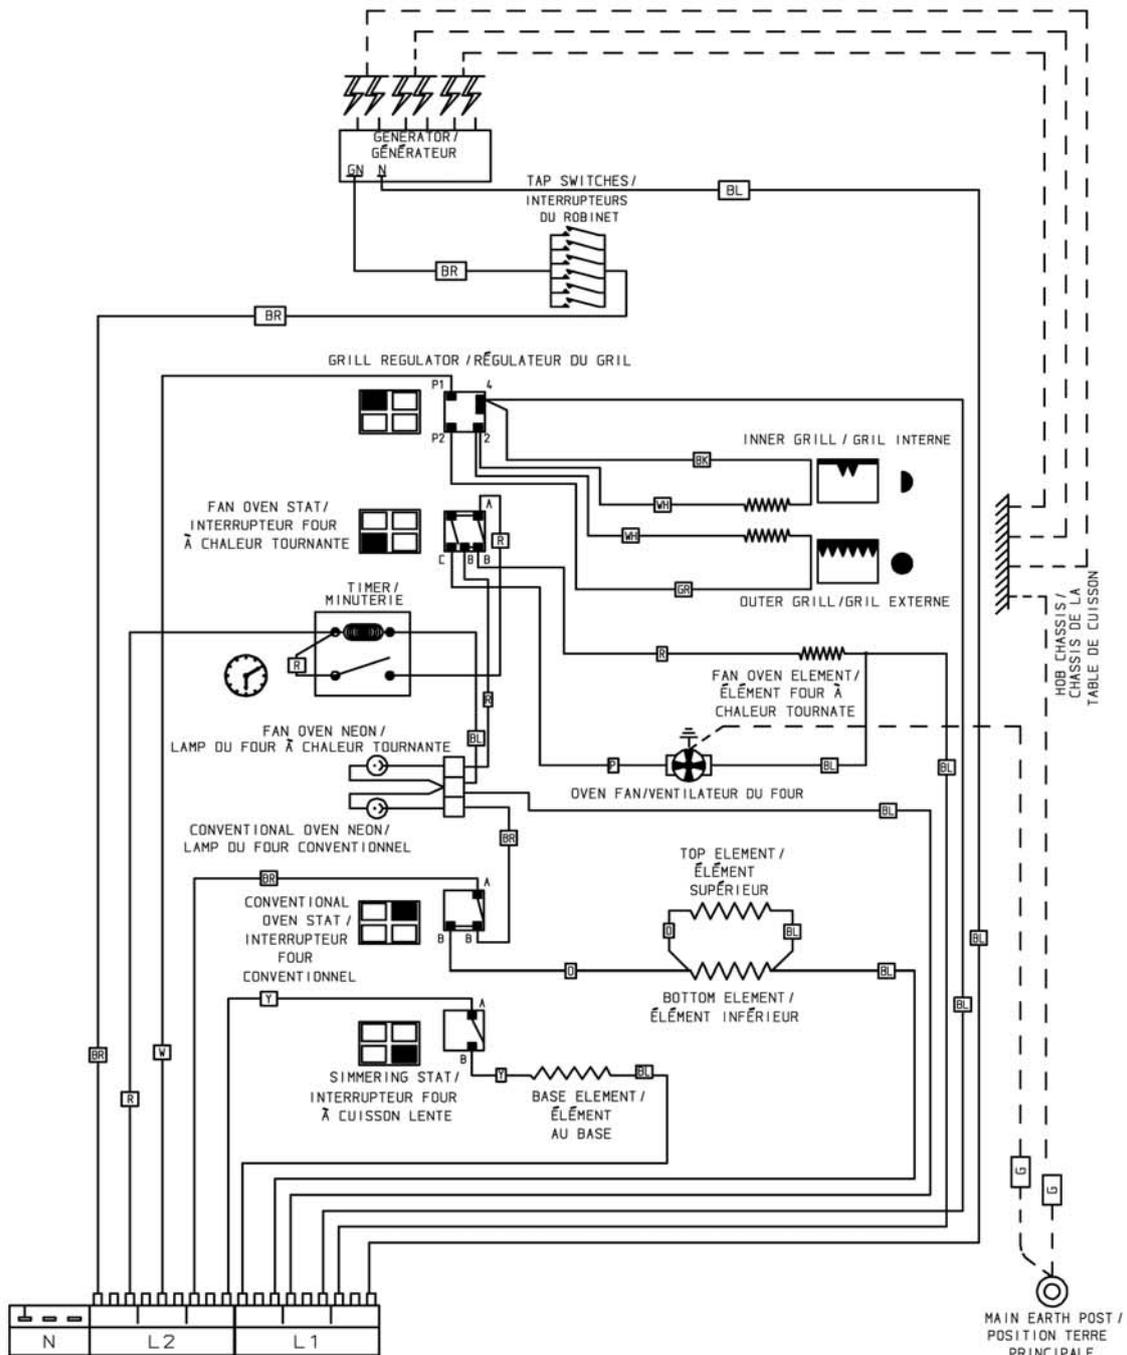 GENERATOR/
GÉNÉRATEUR
GN N
TAP SWITCHES/
INTERRUPTEURS
DU ROBINET
BL
BR
BR
GRILL REGULATOR /RÉGULATEUR DU GRIL
P1 4
P2 2
INNER GRILL / GRIL INTERNE
BK
WH
FAN OVEN STAT/
INTERRUPTEUR FOUR
À CHALEUR TOURNANTE
A
R
C B B
WH
GR
OUTER GRILL/GRIL EXTERNE
TIMER/
MINUTERIE
R
R
FAN OVEN ELEMENT/
ÉLÉMENT FOUR À
CHALEUR TOURNATE
HOB CHASSIS/
CHASSIS DE LA
TABLE DE CUISSON
R
BL
FAN OVEN NEON/
LAMP DU FOUR À CHALEUR TOURNANTE
P
BL
BL
OVEN FAN/VENTILATEUR DU FOUR
BL
CONVENTIONAL OVEN NEON/
LAMP DU FOUR CONVENTIONNEL
BR
TOP ELEMENT/
ÉLÉMENT
SUPÉRIEUR
BR
A
CONVENTIONAL
OVEN STAT/
INTERRUPTEUR
FOUR
CONVENTIONNEL
B B
O
BL
BL
O
BL
BOTTOM ELEMENT/
ÉLÉMENT INFÉRIEUR
Y
A
BL
B
BR
W
SIMMERING STAT/
INTERRUPTEUR FOUR
À CUISSON LENTE
Y
BL
BASE ELEMENT/
ÉLÉMENT
AU BASE
R
G
G
MAIN EARTH POST/
POSITION TERRE
PRINCIPALE
N L2 L1